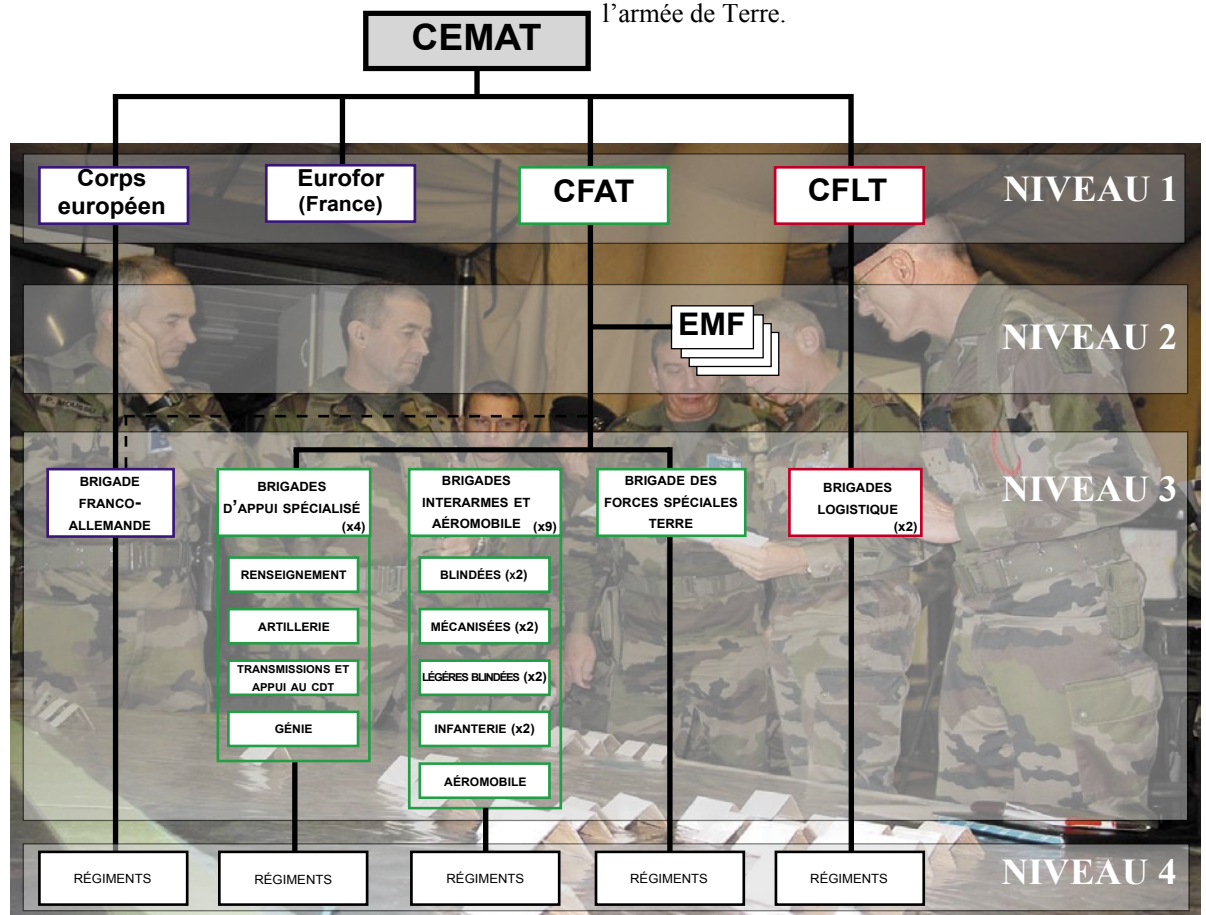 l'armée de Terre.
CEMAT
Corps
européen
Eurofor
(France)
CFAT
CFLT
NIVEAU 1
EMF
NIVEAU 2
BRIGADE
FRANCO-
ALLEMANDE
BRIGADES
D'APPUI SPÉCIALISÉ
(x4)
RENSEIGNEMENT
ARTILLERIE
TRANSMISSIONS ET
APPUI AU CDT
GÉNIE
BRIGADES
INTERARMES ET
AÉROMOBILE (x9)
BLINDÉES (x2)
MÉCANISÉES (x2)
LÉGÉRES BLINDÉES (x2)
INFANTERIE (x2)
AÉROMOBILE
BRIGADE DES
FORCES SPÉCIALES
TERRE
BRIGADES
LOGISTIQUE
(x2)
NIVEAU 3
RÉGIMENTS
RÉGIMENTS
RÉGIMENTS
RÉGIMENTS
RÉGIMENTS
NIVEAU 4